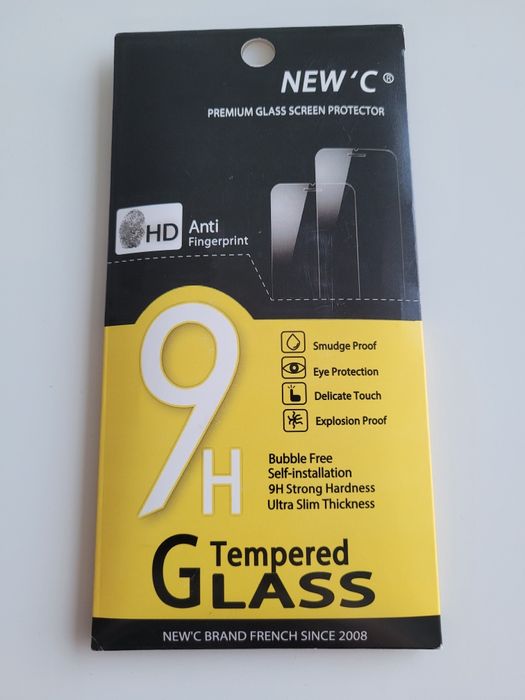 NEW'C ®
PREMIUM GLASS SCREEN PROTECTOR
HD Anti
Fingerprint
9H
Smudge Proof
Eye Protection
Delicate Touch
Explosion Proof
Bubble Free
Self-installation
9H Strong Hardness
Ultra Slim Thickness
Tempered
GLASS
NEW'C BRAND FRENCH SINCE 2008